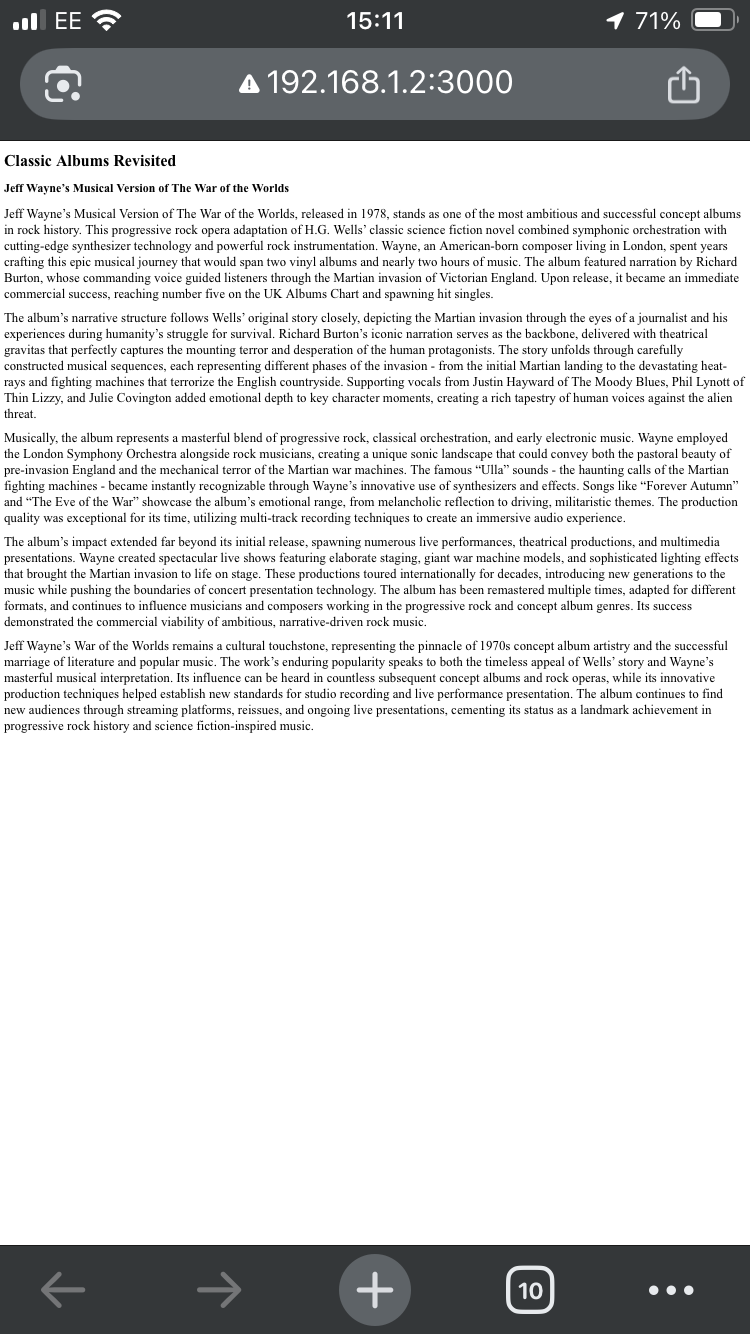 EE
15:11
71%
192.168.1.2:3000
Classic Albums Revisited
Jeff Wayne’s Musical Version of The War of the Worlds
Jeff Wayne’s Musical Version of The War of the Worlds, released in 1978, stands as one of the most ambitious and successful concept albums
in rock history. This progressive rock opera adaptation of H.G. Wells’ classic science fiction novel combined symphonic orchestration with
cutting-edge synthesizer technology and powerful rock instrumentation. Wayne, an American-born composer living in London, spent years
crafting this epic musical journey that would span two vinyl albums and nearly two hours of music. The album featured narration by Richard
Burton, whose commanding voice guided listeners through the Martian invasion of Victorian England. Upon release, it became an immediate
commercial success, reaching number five on the UK Albums Chart and spawning hit singles.
The album’s narrative structure follows Wells’ original story closely, depicting the Martian invasion through the eyes of a journalist and his
experiences during humanity’s struggle for survival. Richard Burton’s iconic narration serves as the backbone, delivered with theatrical
gravitas that perfectly captures the mounting terror and desperation of the human protagonists. The story unfolds through carefully
constructed musical sequences, each representing different phases of the invasion - from the initial Martian landing to the devastating heat-
rays and fighting machines that terrorize the English countryside. Supporting vocals from Justin Hayward of The Moody Blues, Phil Lynott of
Thin Lizzy, and Julie Covington added emotional depth to key character moments, creating a rich tapestry of human voices against the alien
threat.
Musically, the album represents a masterful blend of progressive rock, classical orchestration, and early electronic music. Wayne employed
the London Symphony Orchestra alongside rock musicians, creating a unique sonic landscape that could convey both the pastoral beauty of
pre-invasion England and the mechanical terror of the Martian war machines. The famous “Ulla” sounds - the haunting calls of the Martian
fighting machines - became instantly recognizable through Wayne’s innovative use of synthesizers and effects. Songs like “Forever Autumn”
and “The Eve of the War” showcase the album’s emotional range, from melancholic reflection to driving, militaristic themes. The production
quality was exceptional for its time, utilizing multi-track recording techniques to create an immersive audio experience.
The album’s impact extended far beyond its initial release, spawning numerous live performances, theatrical productions, and multimedia
presentations. Wayne created spectacular live shows featuring elaborate staging, giant war machine models, and sophisticated lighting effects
that brought the Martian invasion to life on stage. These productions toured internationally for decades, introducing new generations to the
music while pushing the boundaries of concert presentation technology. The album has been remastered multiple times, adapted for different
formats, and continues to influence musicians and composers working in the progressive rock and concept album genres. Its success
demonstrated the commercial viability of ambitious, narrative-driven rock music.
Jeff Wayne’s War of the Worlds remains a cultural touchstone, representing the pinnacle of 1970s concept album artistry and the successful
marriage of literature and popular music. The work’s enduring popularity speaks to both the timeless appeal of Wells’ story and Wayne’s
masterful musical interpretation. Its influence can be heard in countless subsequent concept albums and rock operas, while its innovative
production techniques helped establish new standards for studio recording and live performance presentation. The album continues to find
new audiences through streaming platforms, reissues, and ongoing live presentations, cementing its status as a landmark achievement in
progressive rock history and science fiction-inspired music.
10